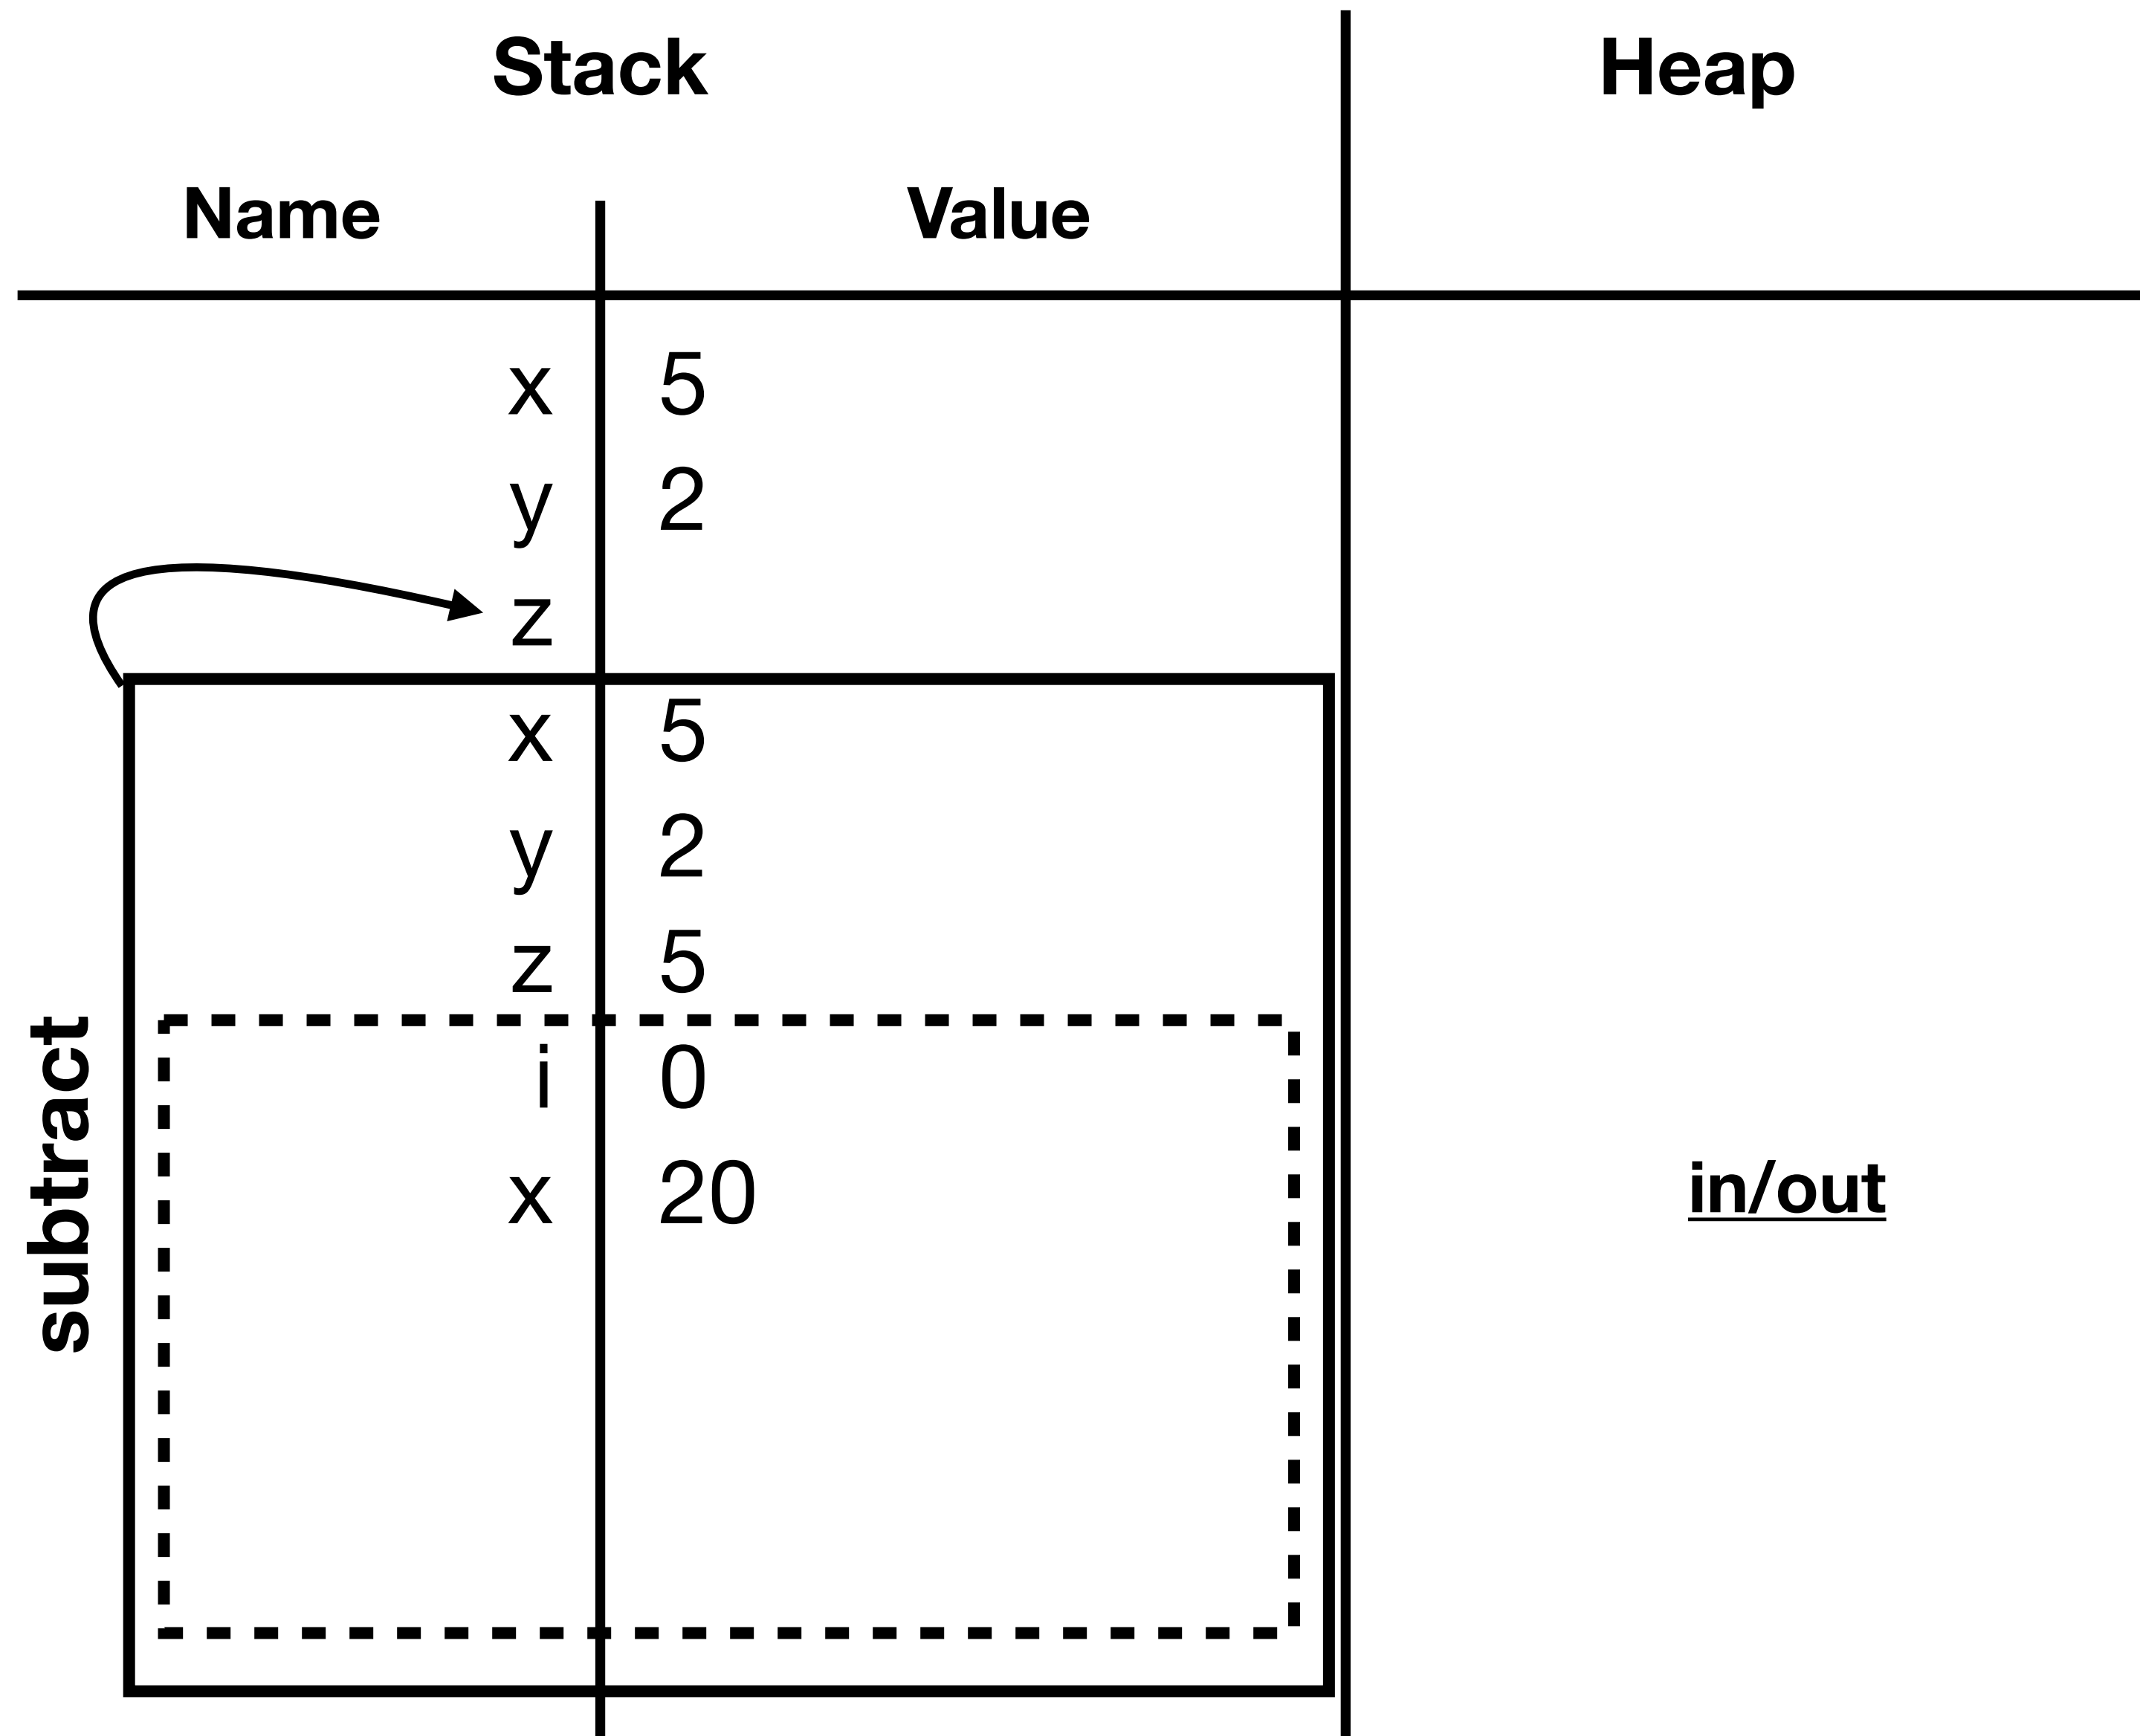 Stack Heap
Name Value
x 5
y 2
z
x 5
y 2
z 5
i 0
x 20
subtract
in/out